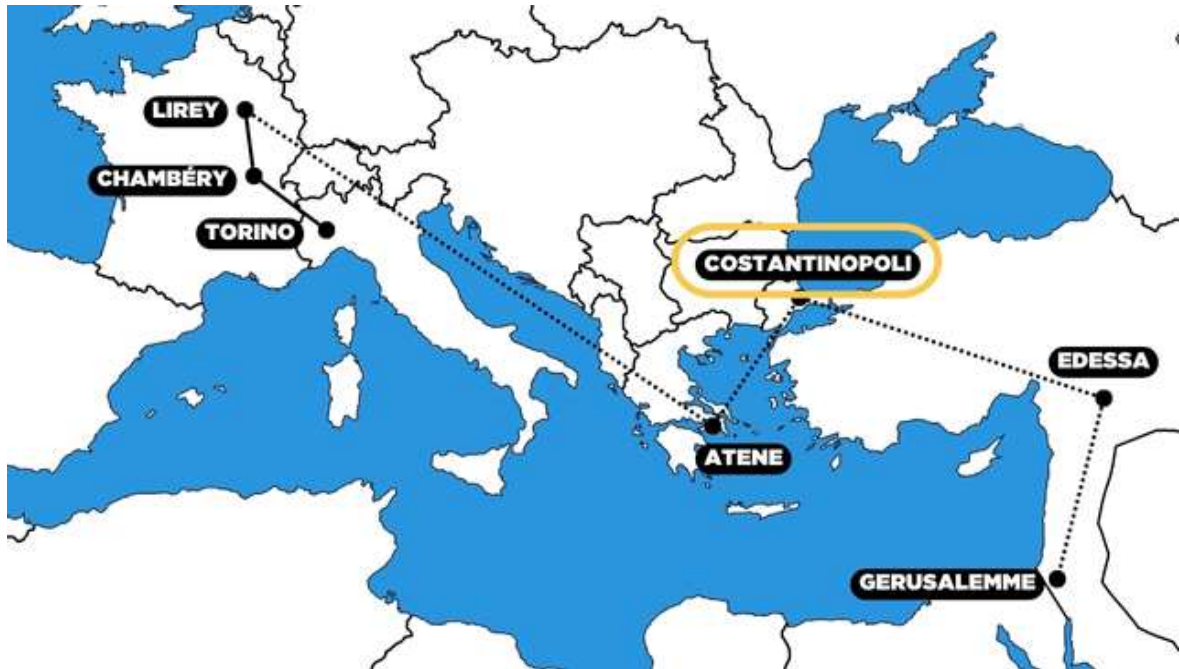 LIREY
CHAMBÉRY
TORINO
COSTANTINOPOLI
EDESSA
ATENE
GERUSALEMME